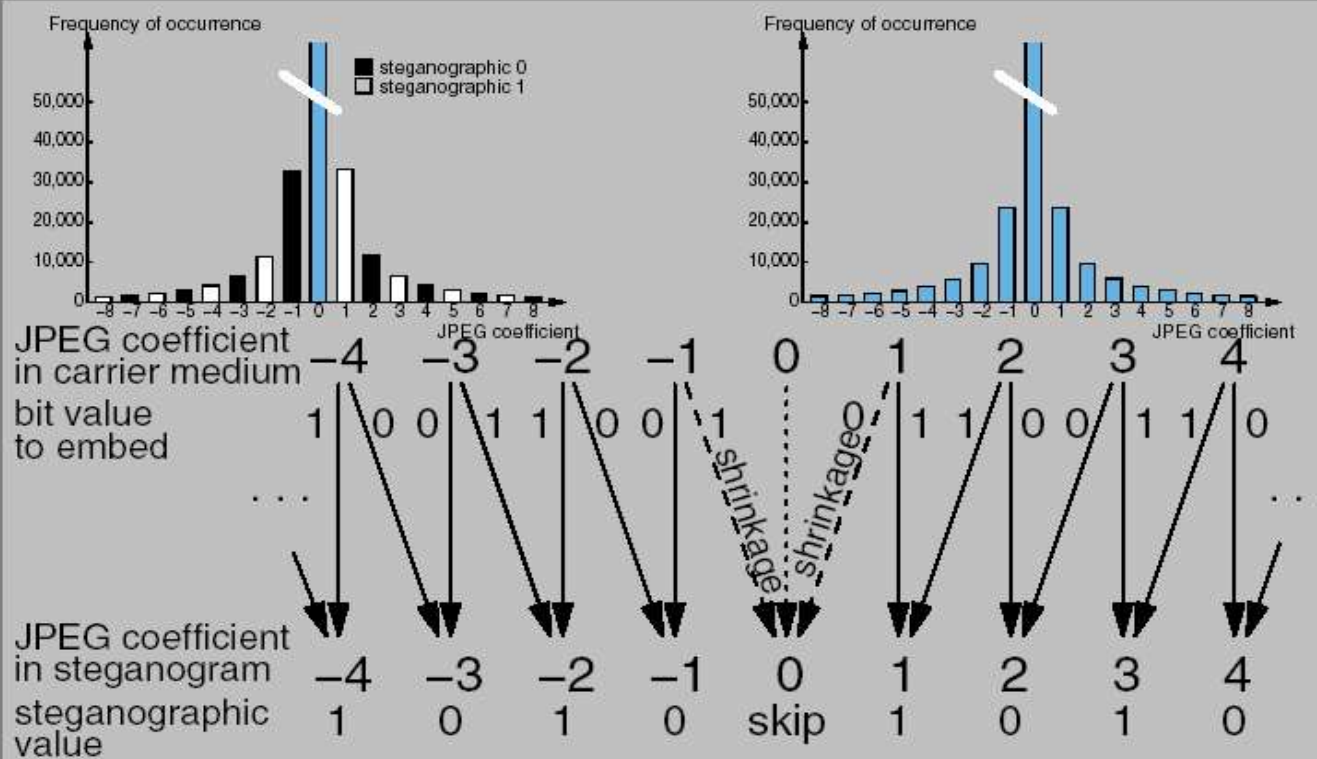 Frequency of occurrence
steganographic 0
steganographic 1
50,000
40,000
30,000
20,000
10,000
0
−8 −7 −6 −5 −4 −3 −2 −1 0 1 2 3 4 5 6 7 8
JPEG coefficient
Frequency of occurrence
50,000
40,000
30,000
20,000
10,000
0
−8 −7 −6 −5 −4 −3 −2 −1 0 1 2 3 4 5 6 7 8
JPEG coefficient
JPEG coefficient
in carrier medium
−4 −3 −2 −1 0 1 2 3 4
bit value
to embed
1 0 0 1 1 0 0 1 0 1 1 0 0 1 1 0
shrinkage
shrinkage
. . .
. .
JPEG coefficient
in steganogram
−4 −3 −2 −1 0 1 2 3 4
steganographic
value
1 0 1 0 skip 1 0 1 0